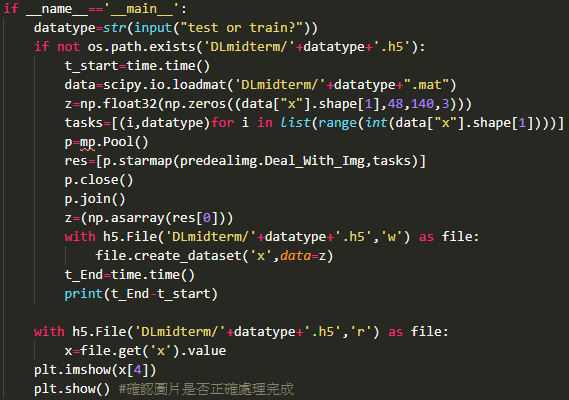 if __name__=='__main__':
    datatype=str(input("test or train?"))
    if not os.path.exists('DLmidterm/'+datatype+'.h5'):
        t_start=time.time()
        data=scipy.io.loadmat('DLmidterm/'+datatype+".mat")
        z=np.float32(np.zeros((data["x"].shape[1],48,140,3)))
        tasks=[(i,datatype)for i in list(range(int(data["x"].shape[1])))]
        p=mp.Pool()
        res=[p.starmap(predealimg.Deal_With_Img,tasks)]
        p.close()
        p.join()
        z=(np.asarray(res[0]))
        with h5.File('DLmidterm/'+datatype+'.h5','w') as file:
            file.create_dataset('x',data=z)
        t_End=time.time()
        print(t_End-t_start)

    with h5.File('DLmidterm/'+datatype+'.h5','r') as file:
        x=file.get('x').value
    plt.imshow(x[4])
    plt.show() #確認圖片是否正確處理完成